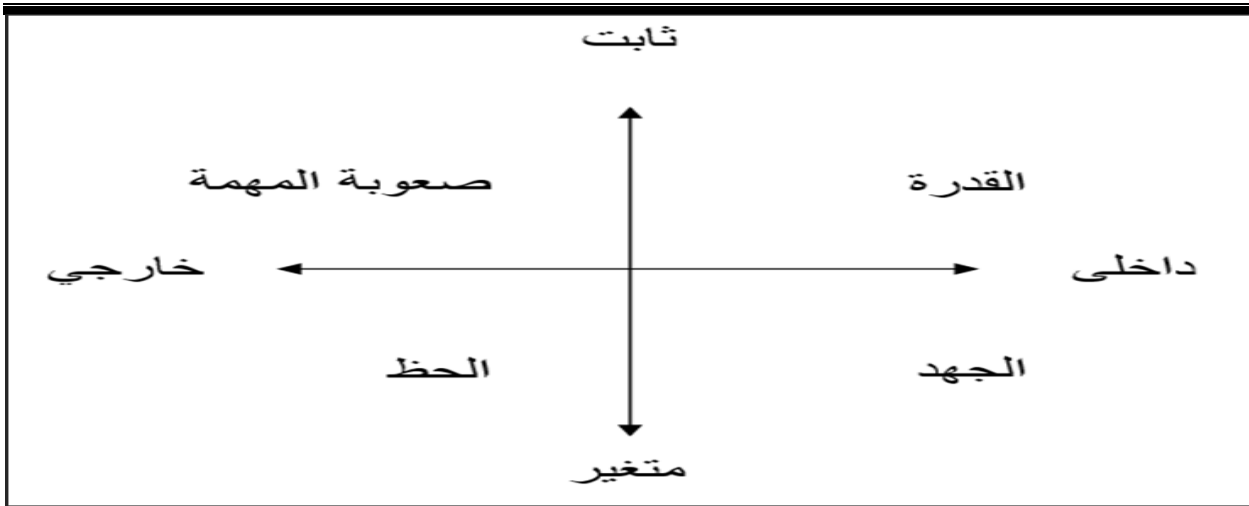 ثابت
القدرة صعوبة المهمة
داخلى خارجي
الجهد الحظ
متغير